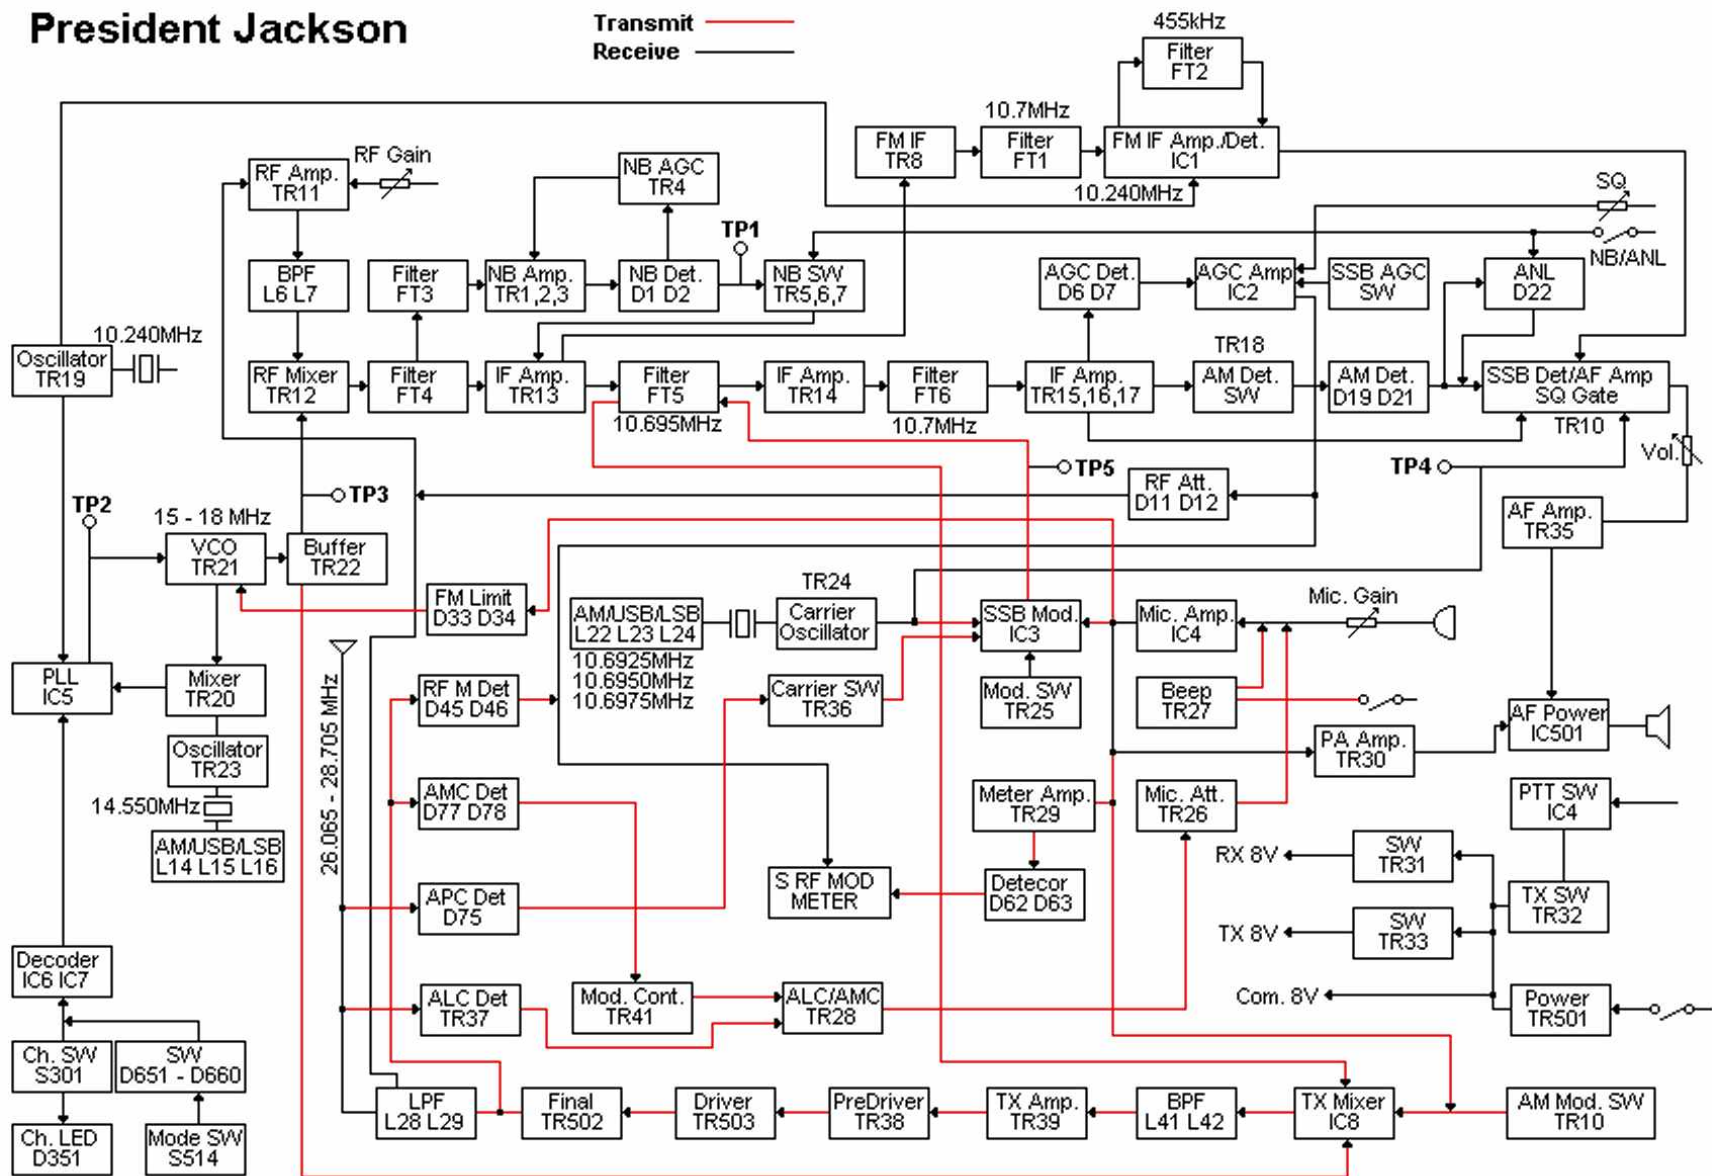 President Jackson
Transmit
Receive
455kHz
Filter
FT2
10.7MHz
FM IF
TR8
Filter
FT1
FM IF Amp./Det.
IC1
10.240MHz
RF Gain
RF Amp.
TR11
NB AGC
TR4
SQ
TP1
NB/ANL
BPF
L6 L7
Filter
FT3
NB Amp.
TR1,2,3
NB Det.
D1 D2
NB SW
TR5,6,7
AGC Det.
D6 D7
AGC Amp
IC2
SSB AGC
SW
ANL
D22
10.240MHz
Oscillator
TR19
RF Mixer
TR12
Filter
FT4
IF Amp.
TR13
Filter
FT5
10.695MHz
IF Amp.
TR14
Filter
FT6
10.7MHz
IF Amp.
TR15,16,17
TR18
AM Det.
SW
AM Det.
D19 D21
SSB Det/AF Amp
SQ Gate
TR10
Vol.
TP5
TP4
RF Att.
D11 D12
TP3
TP2
15 - 18 MHz
VCO
TR21
Buffer
TR22
AF Amp.
TR35
FM Limit
D33 D34
AM/USB/LSB
L22 L23 L24
10.6925MHz
10.6950MHz
10.6975MHz
TR24
Carrier
Oscillator
SSB Mod.
IC3
Mic. Amp.
IC4
Mic. Gain
PLL
IC5
Mixer
TR20
26.065 - 28.705 MHz
RF M Det
D45 D46
Carrier SW
TR36
Mod. SW
TR25
Beep
TR27
AF Power
IC501
PA Amp.
TR30
Oscillator
TR23
14.550MHz
AM/USB/LSB
L14 L15 L16
AMC Det
D77 D78
Meter Amp.
TR29
Mic. Att.
TR26
PTT SW
IC4
RX 8V
SW
TR31
APC Det
D75
S RF MOD
METER
Detecor
D62 D63
TX SW
TR32
TX 8V
SW
TR33
Decoder
IC6 IC7
ALC Det
TR37
Mod. Cont.
TR41
ALC/AMC
TR28
Com. 8V
Power
TR501
Ch. SW
S301
SW
D651 - D660
LPF
L28 L29
Final
TR502
Driver
TR503
PreDriver
TR38
TX Amp.
TR39
BPF
L41 L42
TX Mixer
IC8
AM Mod. SW
TR10
Ch. LED
D351
Mode SW
S514